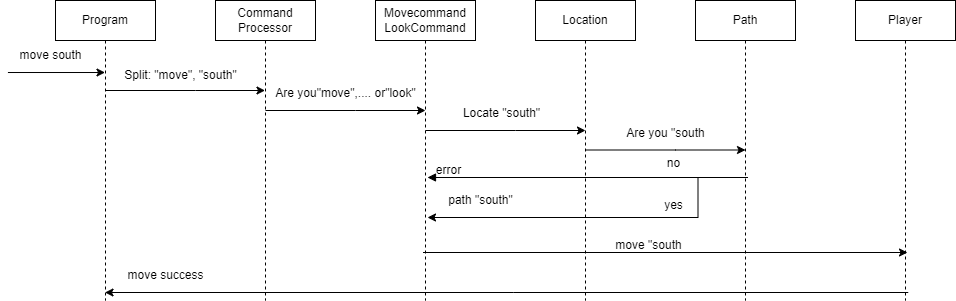 Program
Command
Processor
Movecommand
LookCommand
Location
Path
Player
move south
Split: "move", "south"
Are you"move",.... or"look"
Locate "south"
Are you "south
no
error
path "south"
yes
move "south
move success